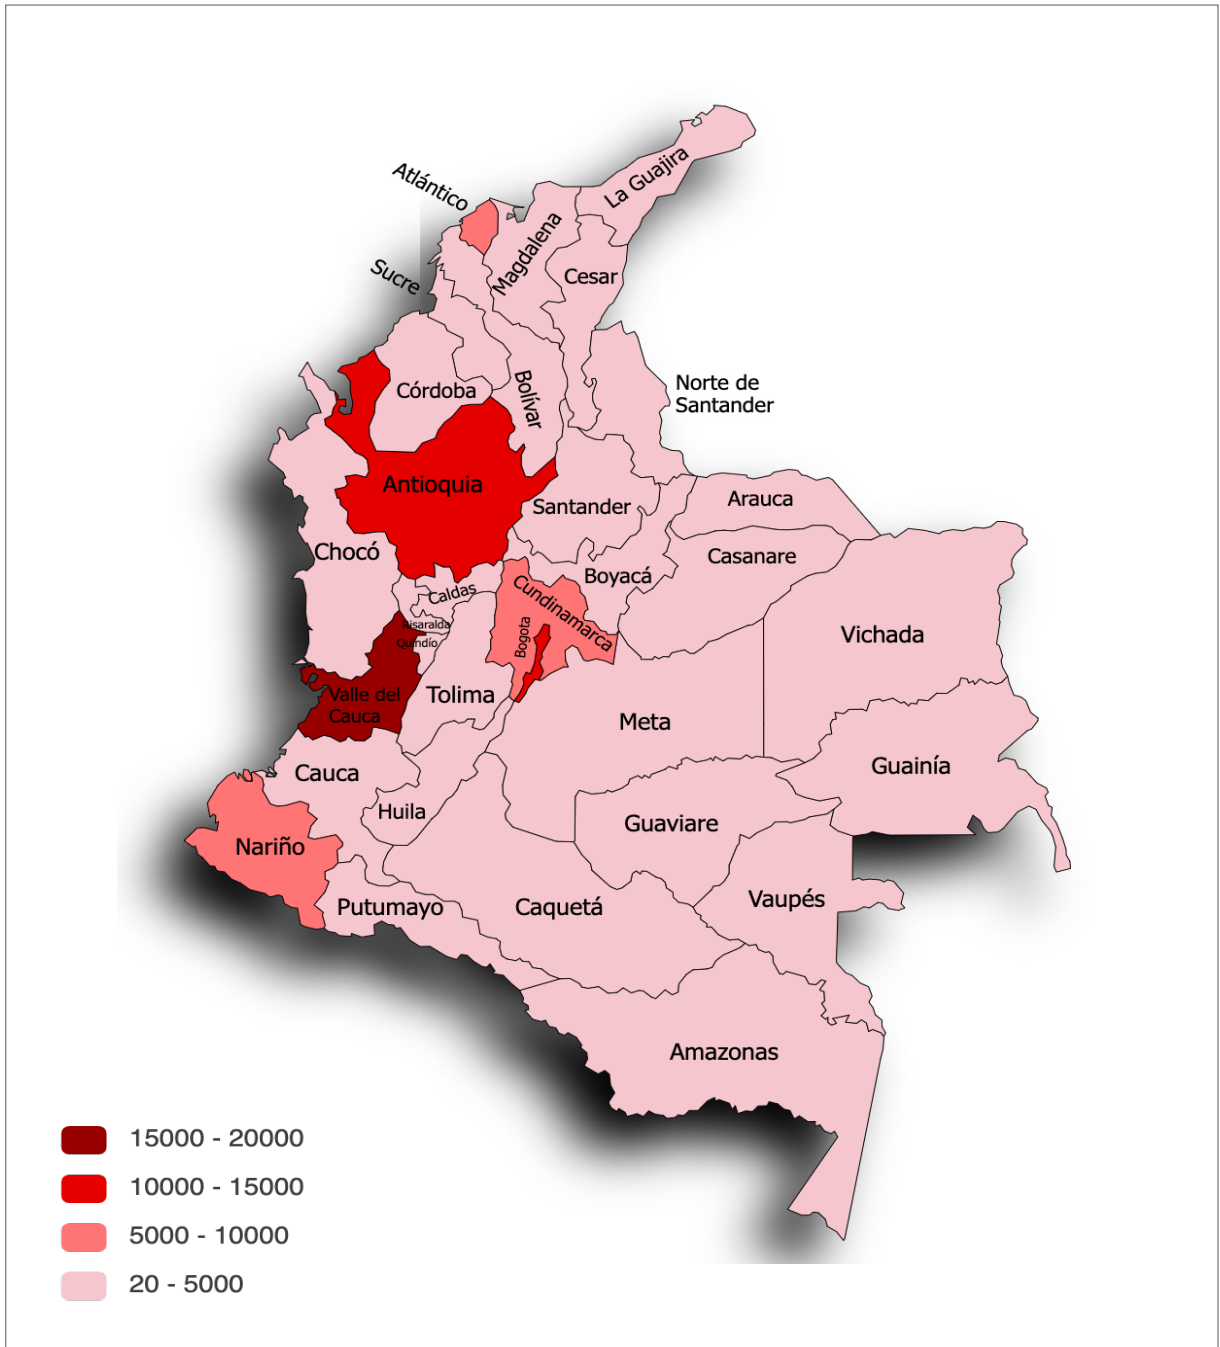 La Guajira
Atlántico
Magdalena
Sucre
Cesar
Norte de
Santander
Córdoba
Bolívar
Antioquia
Santander
Arauca
Chocó
Casanare
Boyacá
Caldas
Cundinamarca
Risaralda
Bogota
Quindío
Vichada
Tolima
Valle del
Cauca
Meta
Guainía
Cauca
Huila
Guaviare
Nariño
Vaupés
Putumayo
Caquetá
Amazonas
15000 - 20000
10000 - 15000
5000 - 10000
20 - 5000